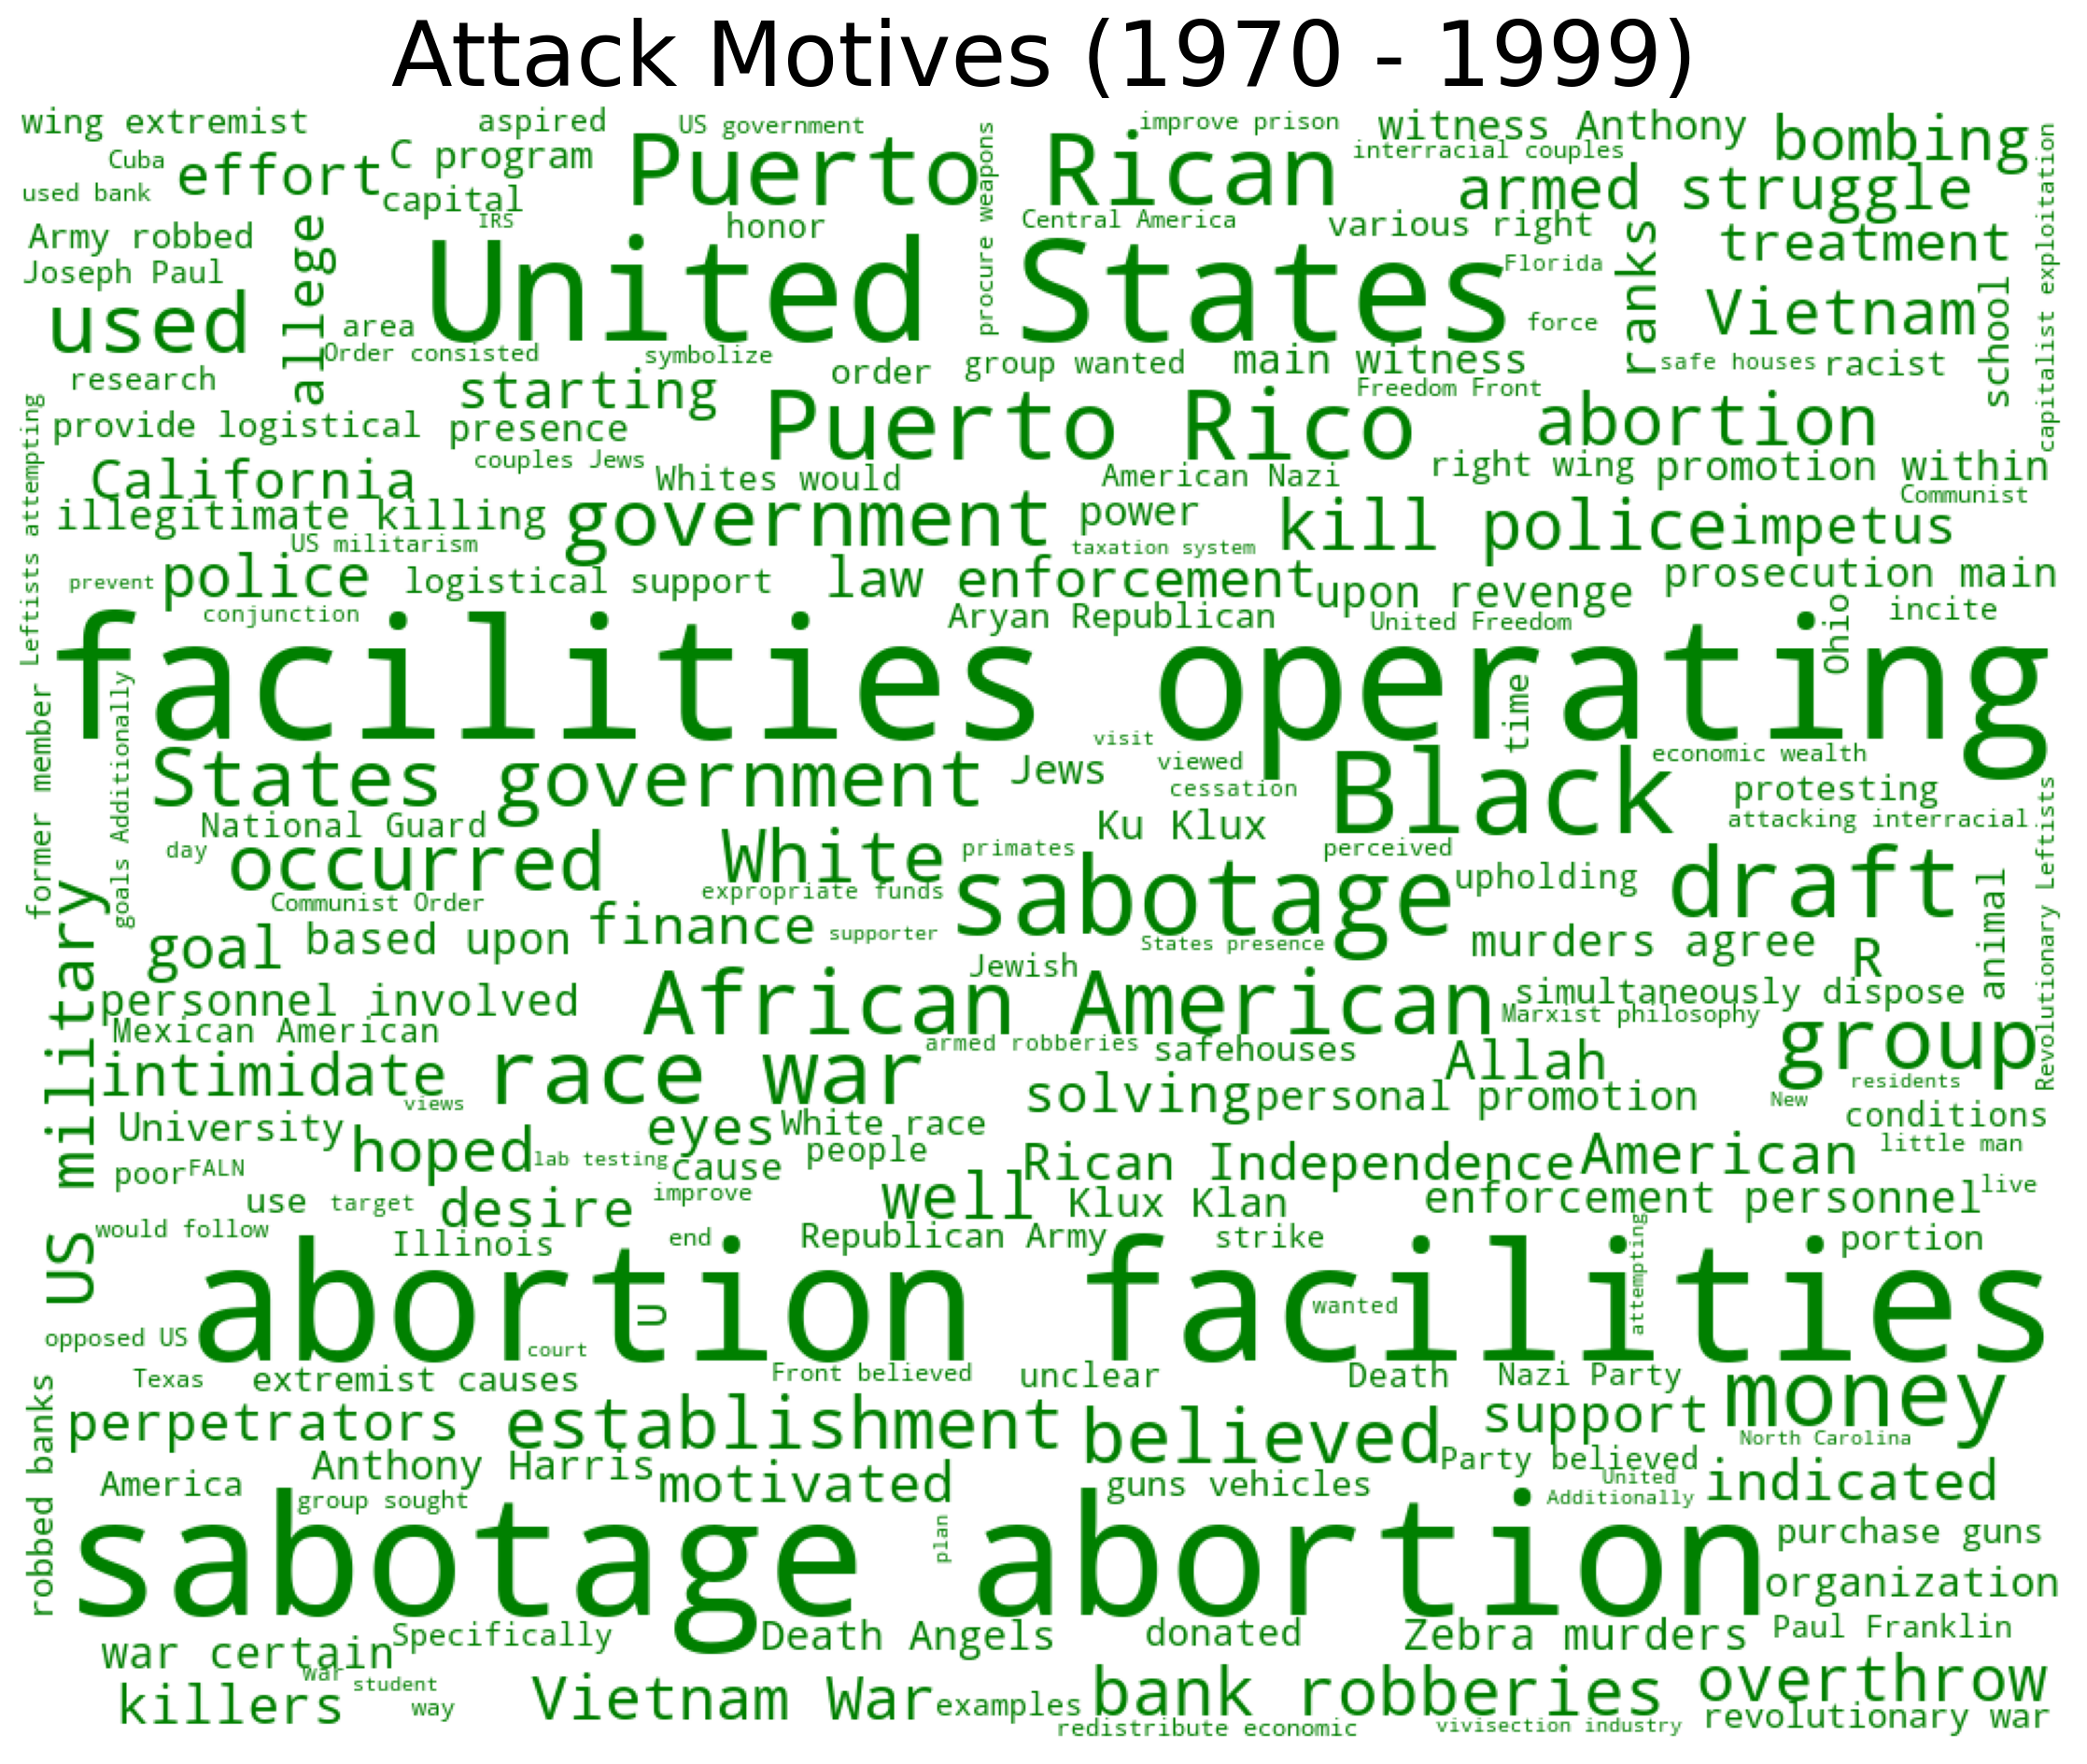 Attack Motives (1970 - 1999)
wing extremist
aspired
US government
improve prison
witness Anthony
bombing
Cuba
effort
C program
Puerto Rican
procure weapons
interracial couples
capitalist exploitation
used bank
capital
armed struggle
Army robbed
allege
IRS
honor
Central America
various right
ranks
treatment
Joseph Paul
United States
Florida
school
used
area
force
Vietnam
Order consisted
symbolize
order
group wanted
main witness
safe houses
racist
research
starting
Freedom Front
provide logistical
presence
Puerto Rico
abortion
former member
Leftists attempting
couples Jews
California
Whites would
American Nazi
right wing
promotion within
Communist
illegitimate killing
government
power
kill police
impetus
US militarism
taxation system
prevent
police
logistical support
law enforcement
upon revenge
prosecution main
conjunction
Aryan Republican
United Freedom
Ohio
incite
facilities operating
time
goals Additionally
visit
States government
Jews
viewed
Black
economic wealth
cessation
protesting
National Guard
Ku Klux
attacking interracial
Revolutionary Leftists
day
occurred
White
primates
perceived
draft
expropriate funds
sabotage
upholding
animal
US military
Communist Order
goal
based upon
finance
supporter
States presence
murders agree
R
Jewish
personnel involved
African American
simultaneously dispose
Marxist philosophy
Mexican American
armed robberies
safehouses
Allah
group
intimidate
race war
solving
personal promotion
residents
views
New
University
eyes
White race
conditions
hoped
people
Rican Independence
American
little man
poor
FALN
lab testing
cause
use
target
desire
improve
well
Klux Klan
enforcement personnel
live
would follow
Illinois
end
Republican Army
strike
attempting
portion
abortion facilities
U
wanted
opposed US
court
Texas
extremist causes
Front believed
unclear
Death
Nazi Party
money
robbed banks
perpetrators
establishment
believed
support
North Carolina
Anthony Harris
Party believed
America
group sought
motivated
guns vehicles
United
Additionally
indicated
sabotage abortion
plan
purchase guns
organization
war certain
Specifically
Death Angels
donated
Zebra murders
Paul Franklin
war
student
killers
way
Vietnam War
examples
bank robberies
overthrow
redistribute economic
vivisection industry
revolutionary war